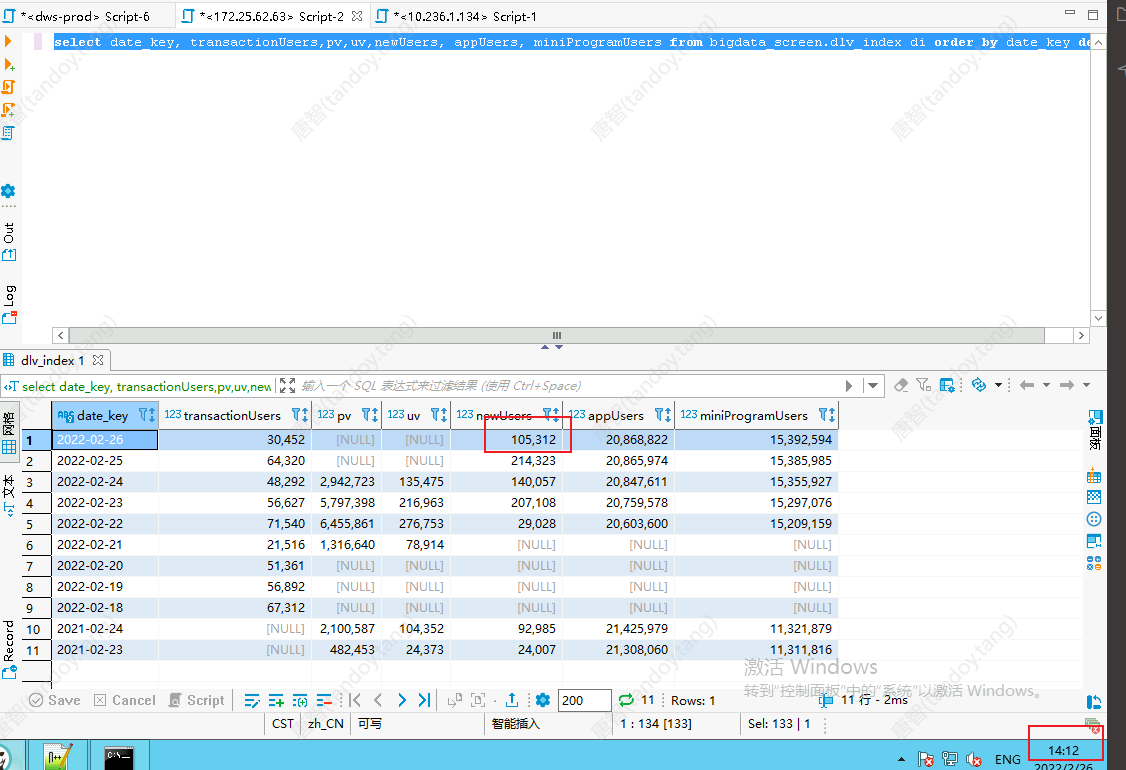 *<dws-prod> Script-6 *<172.25.62.63> Script-2 *<10.236.1.134> Script-1
select date_key, transactionUsers,pv,uv,newUsers, appUsers, miniProgramUsers from bigdata_screen.dlv_index di order by date_key de
唐智(tandoy.tang)
唐智(tandoy.tang)
唐智(tandoy.tang)
Out
Log
dlv_index 1
select date_key, transactionUsers,pv,uv,new 输入一个 SQL 表达式来过滤结果 (使用 Ctrl+Space)
网格
文本
Record
date_key 123 transactionUsers 123 pv 123 uv 123 newUsers 123 appUsers 123 miniProgramUsers
1 2022-02-26 30,452 [NULL] [NULL] 105,312 20,868,822 15,392,594
2 2022-02-25 64,320 [NULL] [NULL] 214,323 20,865,974 15,385,985
3 2022-02-24 48,292 2,942,723 135,475 140,057 20,847,611 15,355,927
4 2022-02-23 56,627 5,797,398 216,963 207,108 20,759,578 15,297,076
5 2022-02-22 71,540 6,455,861 276,753 29,028 20,603,600 15,209,159
6 2022-02-21 21,516 1,316,640 78,914 [NULL] [NULL] [NULL]
7 2022-02-20 51,361 [NULL] [NULL] [NULL] [NULL] [NULL]
8 2022-02-19 56,892 [NULL] [NULL] [NULL] [NULL] [NULL]
9 2022-02-18 67,312 [NULL] [NULL] [NULL] [NULL] [NULL]
10 2021-02-24 [NULL] 2,100,587 104,352 92,985 21,425,979 11,321,879
11 2021-02-23 [NULL] 482,453 24,373 24,007 21,308,060 11,311,816
激活 Windows
转到"控制面板"中的"系统"以激活 Windows。
Save Cancel Script 200 11 Rows: 1 11 行 - 2ms
CST zh_CN 可写 智能插入 1 : 134 [133] Sel: 133 | 1
ENG 14:12
2022/2/26